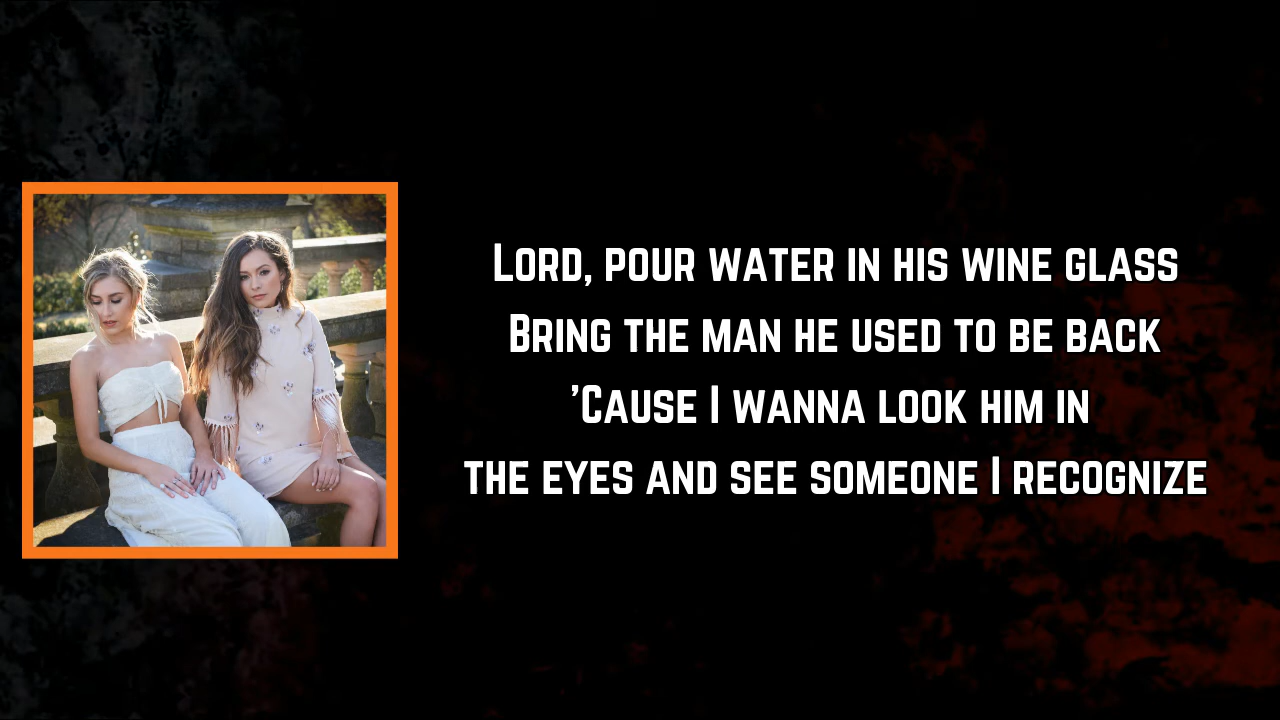 Lord, pour water in his wine glass
Bring the man he used to be back
'Cause I wanna look him in
the eyes and see someone I recognize